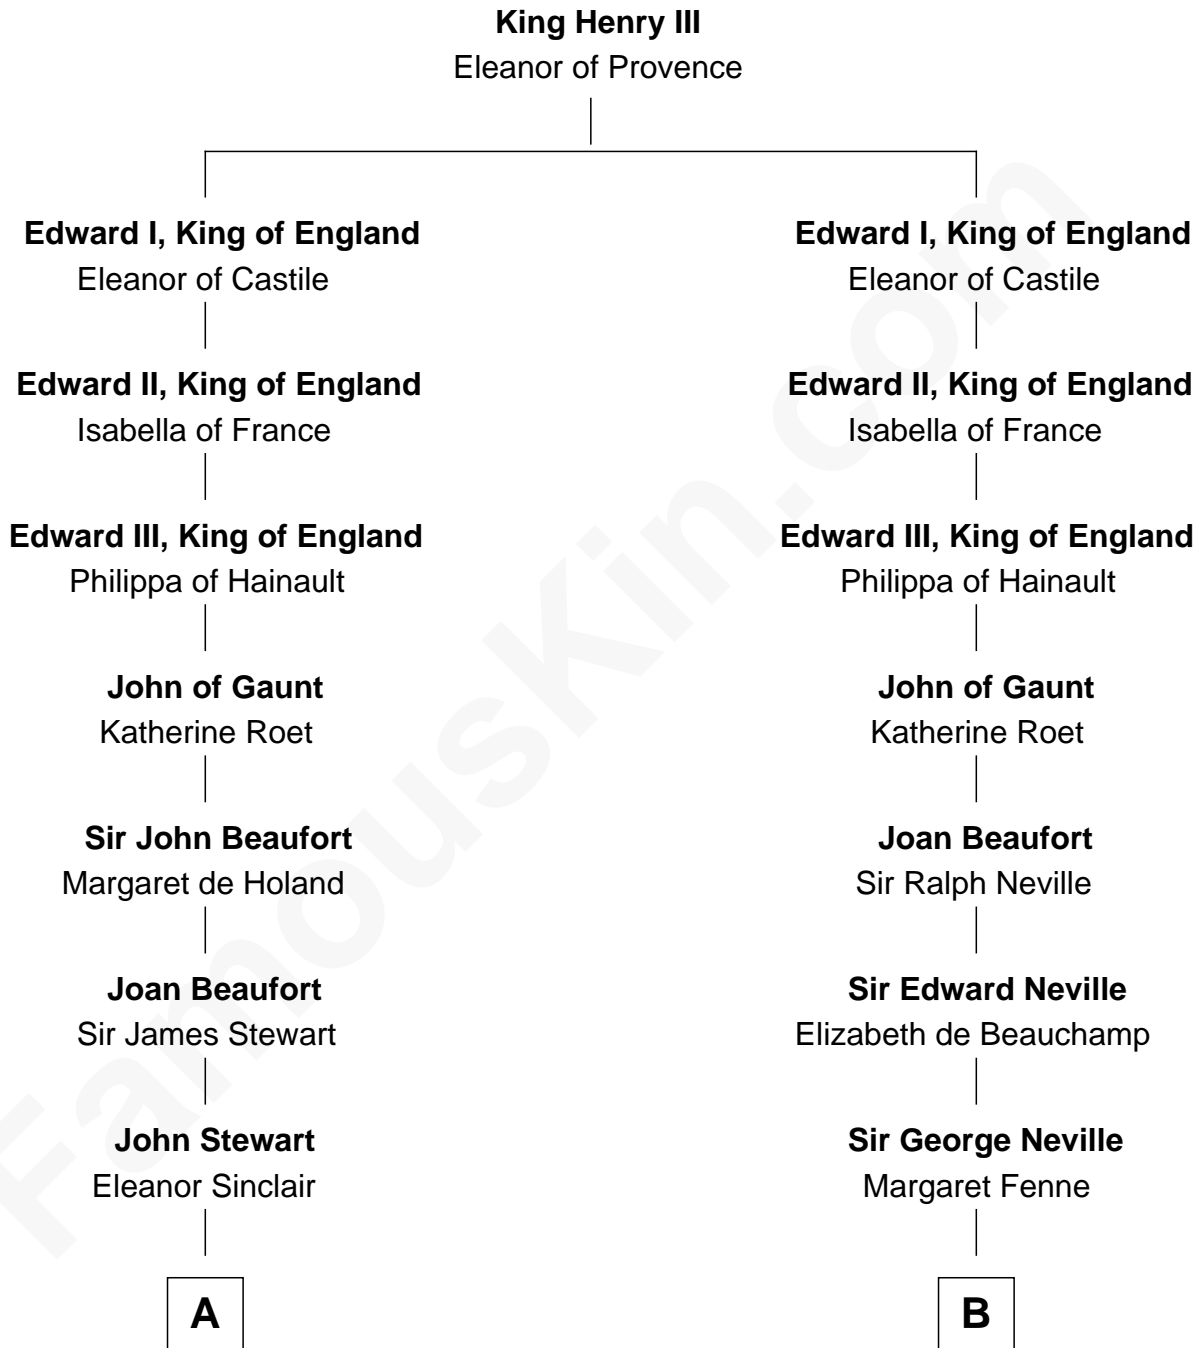 King Henry III
Eleanor of Provence
Edward I, King of England
Eleanor of Castile
Edward II, King of England
Isabella of France
Edward III, King of England
Philippa of Hainault
John of Gaunt
Katherine Roet
Sir John Beaufort
Margaret de Holand
Joan Beaufort
Sir James Stewart
John Stewart
Eleanor Sinclair
A
Edward I, King of England
Eleanor of Castile
Edward II, King of England
Isabella of France
Edward III, King of England
Philippa of Hainault
John of Gaunt
Katherine Roet
Joan Beaufort
Sir Ralph Neville
Sir Edward Neville
Elizabeth de Beauchamp
Sir George Neville
Margaret Fenne
B
FamousKin.com